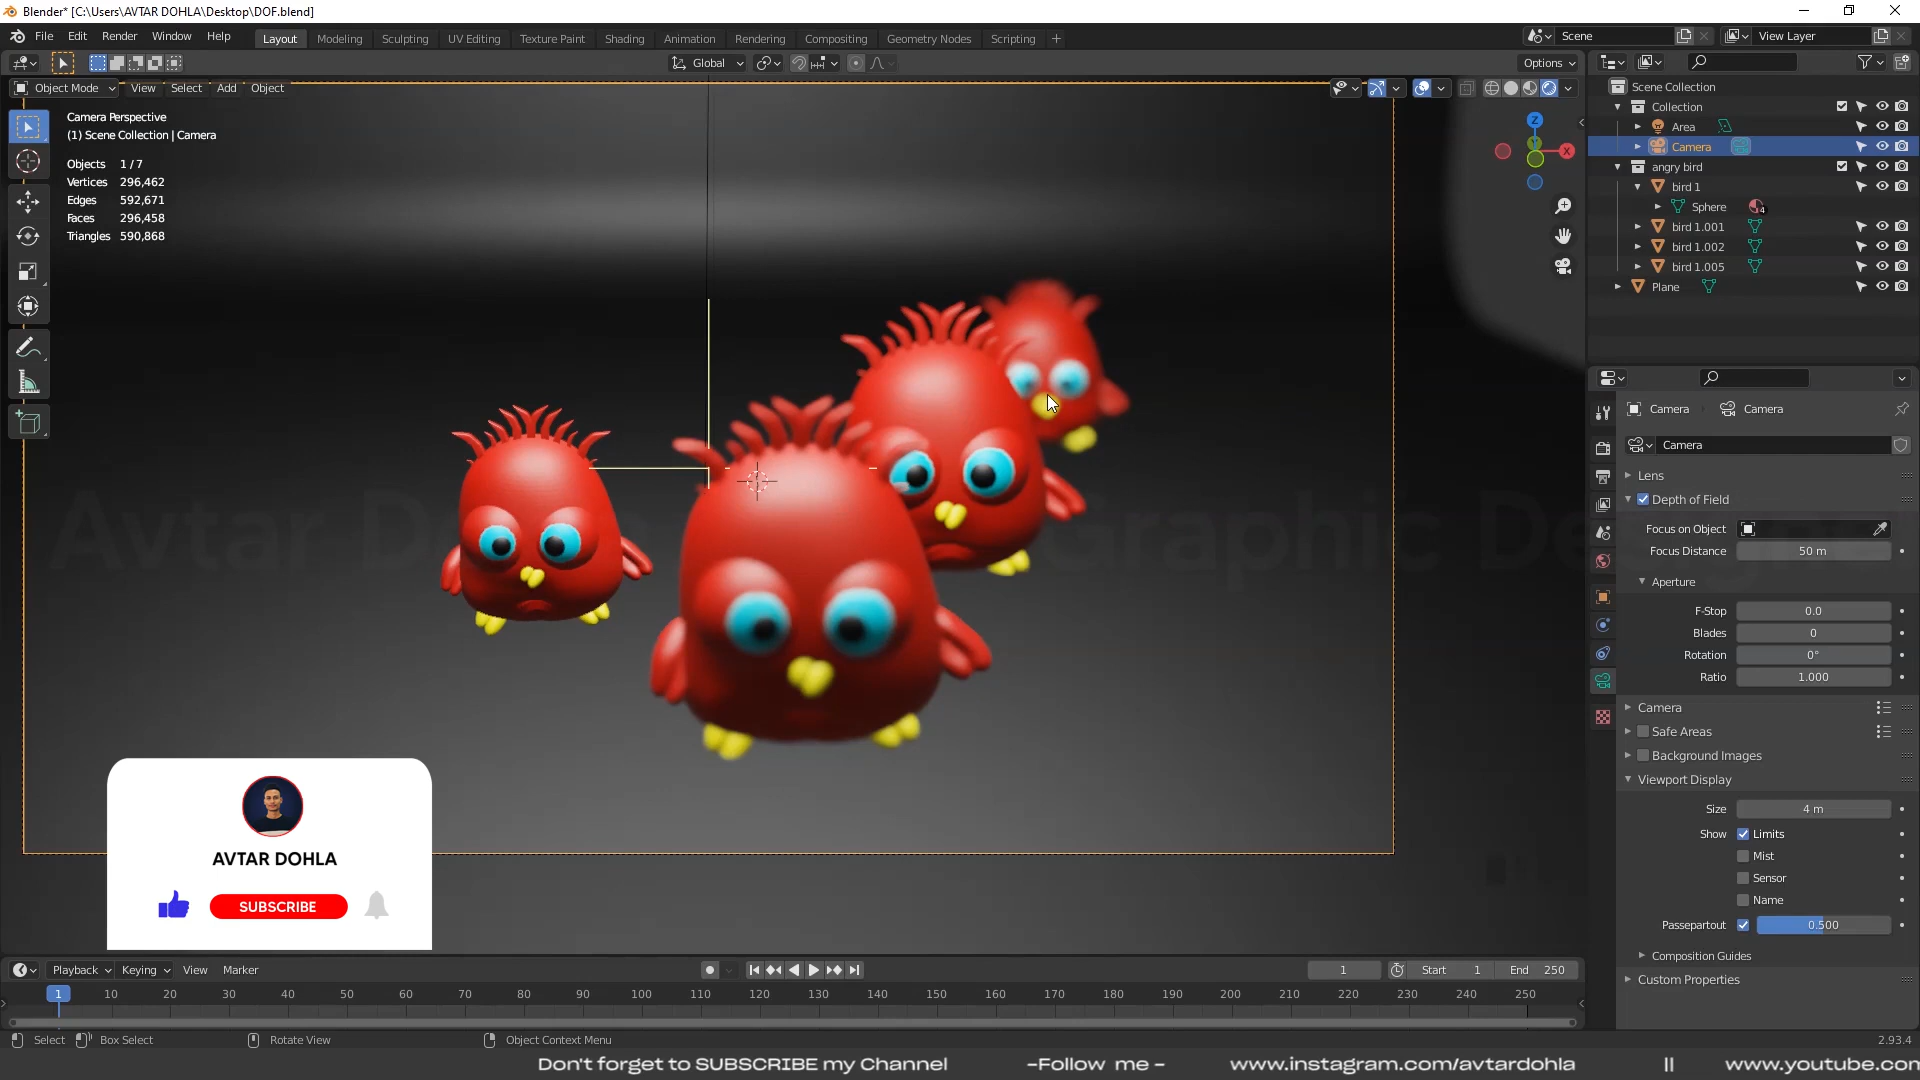 Blender* [C:\Users\AVTAR DOHLA\Desktop\DOF.blend]
File Edit Render Window Help
Layout Modeling Sculpting UV Editing Texture Paint Shading Animation Rendering Compositing Geometry Nodes Scripting +
Scene
View Layer
Global
Options
Object Mode View Select Add Object
Camera Perspective
(1) Scene Collection | Camera
Objects 1 / 7
Vertices 296,462
Edges 592,671
Faces 296,458
Triangles 590,868
Z
X
Scene Collection
Collection
Area
Camera
angry bird
bird 1
Sphere 4
bird 1.001
bird 1.002
bird 1.005
Plane
Camera Camera
Camera
Lens
Depth of Field
Focus on Object
Focus Distance 50 m
Aperture
F-Stop 0.0
Blades 0
Rotation 0°
Ratio 1.000
Camera
Safe Areas
Background Images
Viewport Display
Size 4 m
Show Limits
Mist
Sensor
Name
Passepartout 0.500
Composition Guides
Custom Properties
Avtar D Graphic De
AVTAR DOHLA
SUBSCRIBE
Playback Keying View Marker
1 Start 1 End 250
1 10 20 30 40 50 60 70 80 90 100 110 120 130 140 150 160 170 180 190 200 210 220 230 240 250
Select Box Select Rotate View Object Context Menu 2.93.4
Don't forget to SUBSCRIBE my Channel -Follow me - www.instagram.com/avtardohla || www.youtube.com